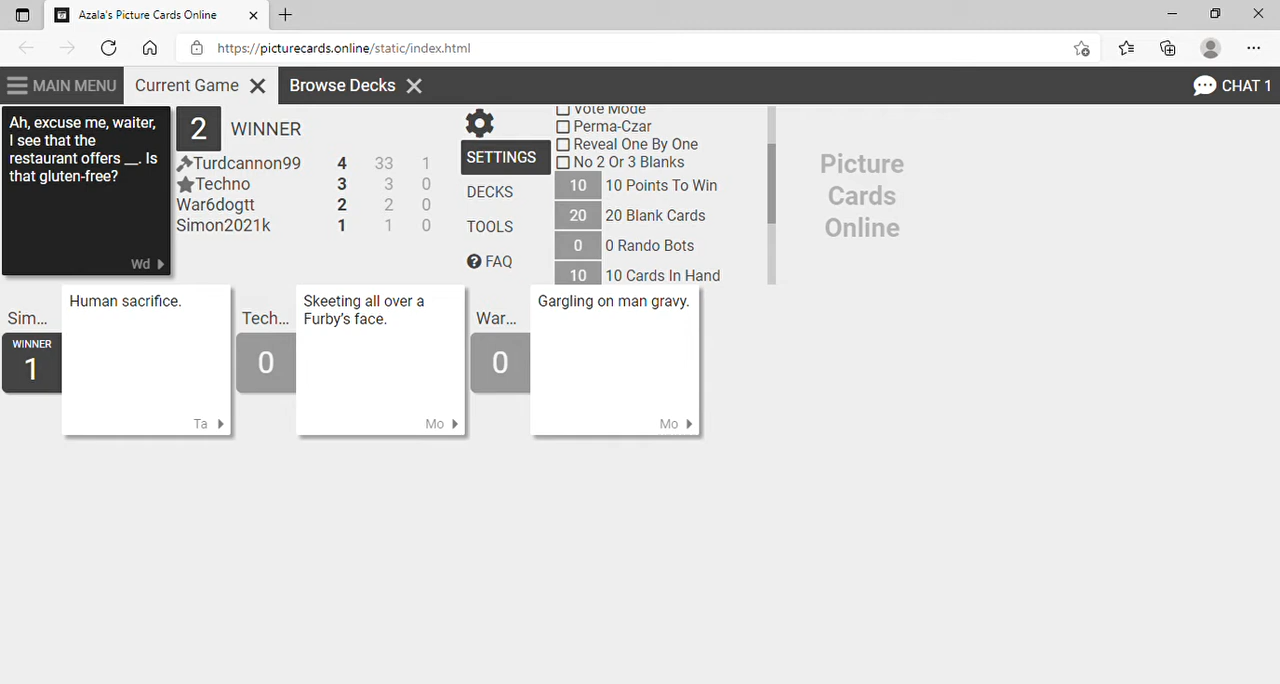 Azala's Picture Cards Online
https://picturecards.online/static/index.html
MAIN MENU
Current Game
Browse Decks
CHAT 1
Ah, excuse me, waiter,
I see that the
restaurant offers __. Is
that gluten-free?
Wd
2 WINNER
Turdcannon99 4 33 1
Techno 3 3 0
War6dogtt 2 2 0
Simon2021k 1 1 0
SETTINGS
DECKS
TOOLS
? FAQ
Vote Mode
Perma-Czar
Reveal One By One
No 2 Or 3 Blanks
10 10 Points To Win
20 20 Blank Cards
0 0 Rando Bots
10 10 Cards In Hand
Picture
Cards
Online
Sim...
WINNER
1
Human sacrifice.
Ta
Tech...
0
Skeeting all over a
Furby's face.
Mo
War...
0
Gargling on man gravy.
Mo